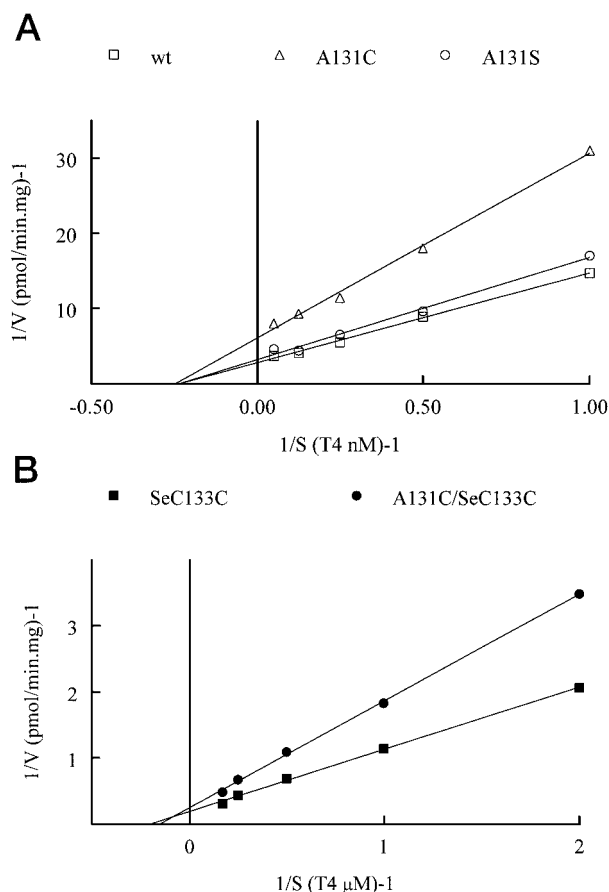 A
wt A131C A131S
30
20
10
1/V (pmol/min.mg)-1
-0.50 0.00 0.50 1.00
1/S (T4 nM)-1
B
SeC133C A131C/SeC133C
3
2
1
1/V (pmol/min.mg)-1
0 1 2
1/S (T4 µM)-1